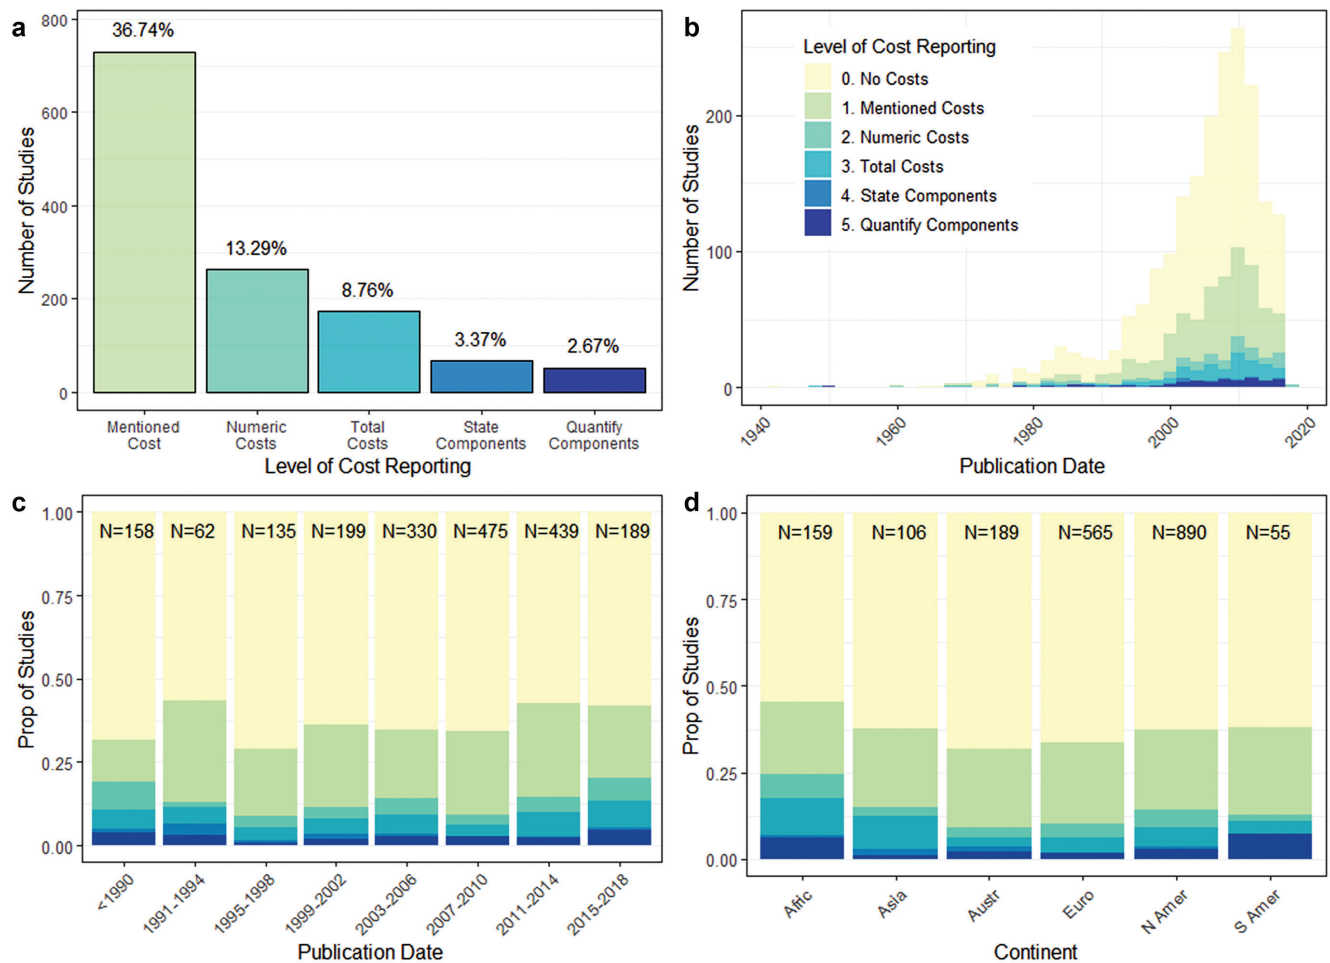 a
36.74%
13.29%
8.76%
3.37%
2.67%
800
600
400
200
0
Number of Studies
Mentioned
Cost
Numeric
Costs
Total
Costs
State
Components
Quantify
Components
Level of Cost Reporting
b
Level of Cost Reporting
0. No Costs
1. Mentioned Costs
2. Numeric Costs
3. Total Costs
4. State Components
5. Quantify Components
200
100
0
Number of Studies
1940
1960
1980
2000
2020
Publication Date
c
N=158
N=62
N=135
N=199
N=330
N=475
N=439
N=189
1.00
0.75
0.50
0.25
0.00
Prop of Studies
<1990
1991-1994
1995-1998
1999-2002
2003-2006
2007-2010
2011-2014
2015-2018
Publication Date
d
N=159
N=106
N=189
N=565
N=890
N=55
1.00
0.75
0.50
0.25
0.00
Prop of Studies
Afric
Asia
Austr
Euro
N Amer
S Amer
Continent